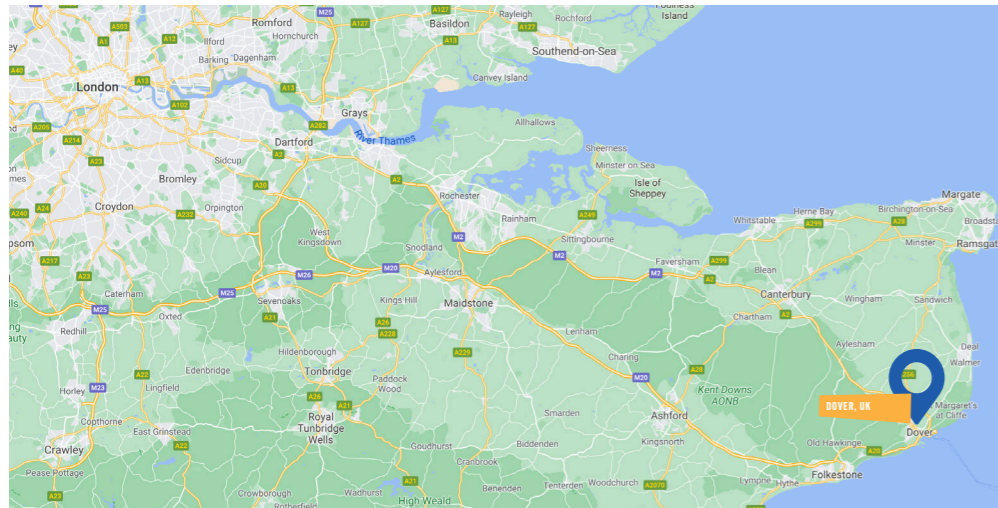 M25
A127
A127
Rayleigh
Foulness
Island
Romford
Basildon
Rochford
A503
A12
Hornchurch
A1
Ilford
A13
Southend-on-Sea
Barking
Dagenham
A40
A13
Canvey Island
London
A13
A102
Grays
A205
A282
Allhallows
A214
River Thames
Dartford
A2
Sheerness
A23
Sidcup
Minster on Sea
Bromley
A20
A2
Isle of
Sheppey
Rochester
Margate
A240
A24
Croydon
A232
Orpington
Rainham
A249
Whitstable
Herne Bay
Birchington-on-Sea
A299
A28
Broadsta
West
Kingsdown
M2
Sittingbourne
Minster
Ramsgat
Snodland
M2
Faversham
A299
A217
M20
Aylesford
M2
A2
Blean
A23
M26
M25
Sevenoaks
Kings Hill
Maidstone
Canterbury
Wingham
Sandwich
Caterham
Oxted
M25
A21
A26
A228
Chartham
A2
Redhill
Lenham
Aylesham
Deal
Hildenborough
A229
Charing
Walmer
Edenbridge
Tonbridge
Paddock
Wood
M20
A28
A256
A22
Horley
M23
Lingfield
Kent Downs
AONB
DOVER, UK
Margaret's
at Cliffe
A26
A21
Smarden
Ashford
Copthorne
Royal
Tunbridge
Wells
Dover
East Grinstead
A22
Goudhurst
Biddenden
Kingsnorth
Old Hawkinge
A20
Crawley
Cranbrook
Folkestone
Pease Pottage
A21
Benenden
Tenterden
Woodchurch
A2070
Lympne
Hythe
A23
Crowborough
Wadhurst
High Weald